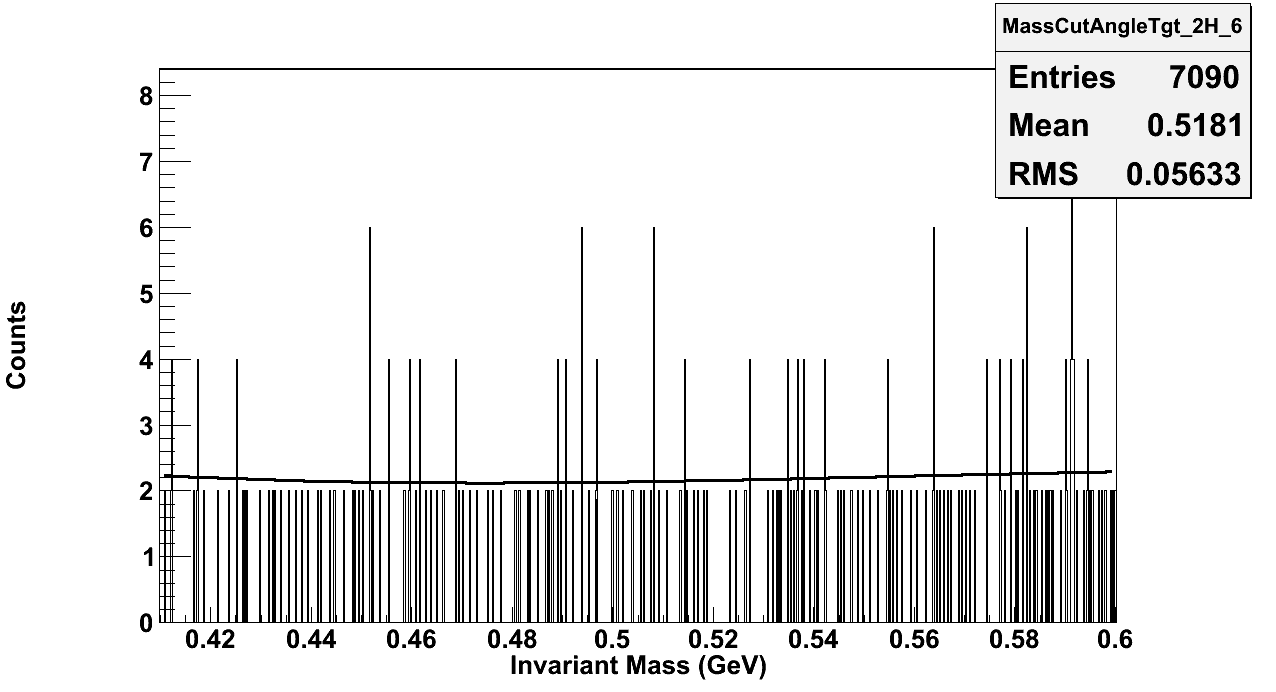 MassCutAngleTgt_2H_6
Entries 7090
Mean 0.5181
RMS 0.05633
8
7
6
5
4
3
2
1
0
Counts
0.42 0.44 0.46 0.48 0.5 0.52 0.54 0.56 0.58 0.6
Invariant Mass (GeV)